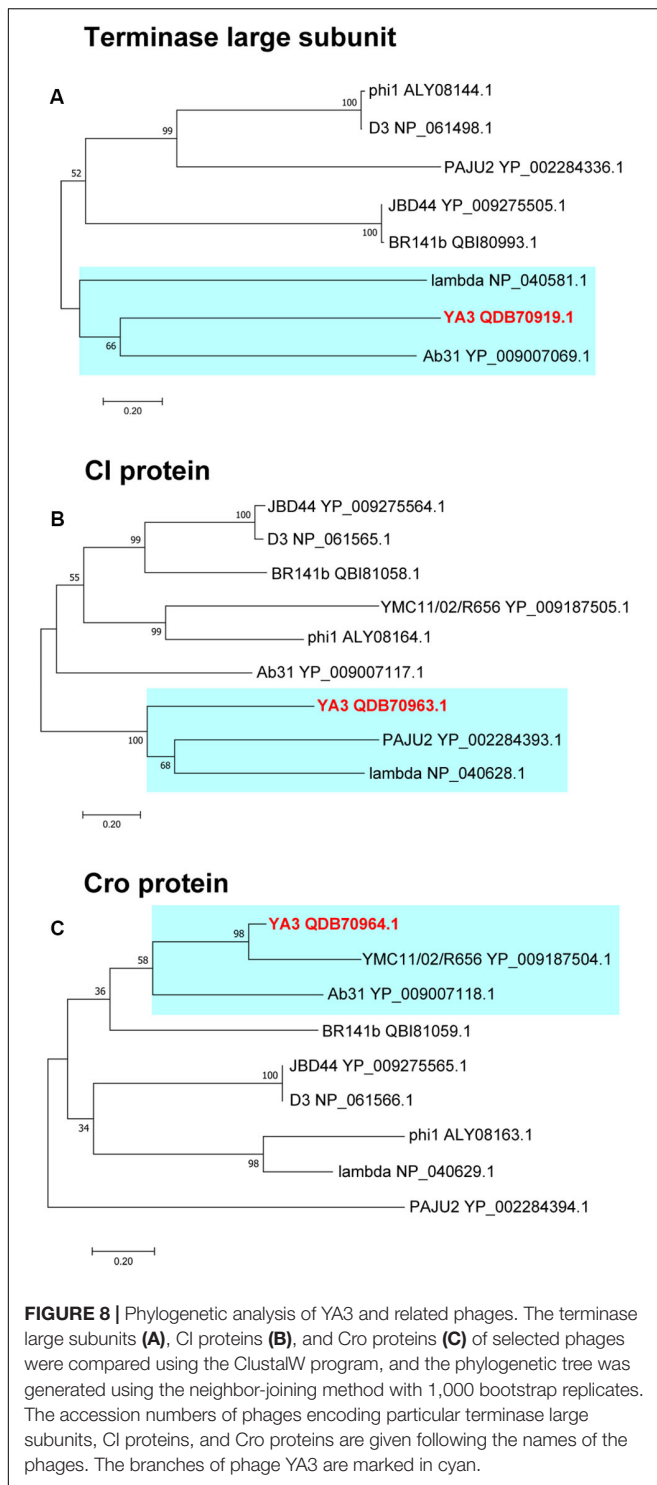 Terminase large subunit
A
phi1 ALY08144.1
100
D3 NP_061498.1
99
PAJU2 YP_002284336.1
52
JBD44 YP_009275505.1
100
BR141b QBI80993.1
lambda NP_040581.1
YA3 QDB70919.1
66
Ab31 YP_009007069.1
0.20
CI protein
B
JBD44 YP_009275564.1
100
D3 NP_061565.1
99
BR141b QBI81058.1
55
YMC11/02/R656 YP_009187505.1
99
phi1 ALY08164.1
Ab31 YP_009007117.1
YA3 QDB70963.1
100
PAJU2 YP_002284393.1
68
lambda NP_040628.1
0.20
Cro protein
C
YA3 QDB70964.1
98
YMC11/02/R656 YP_009187504.1
58
Ab31 YP_009007118.1
36
BR141b QBI81059.1
JBD44 YP_009275565.1
100
D3 NP_061566.1
34
phi1 ALY08163.1
98
lambda NP_040629.1
PAJU2 YP_002284394.1
0.20
FIGURE 8 | Phylogenetic analysis of YA3 and related phages. The terminase
large subunits (A), CI proteins (B), and Cro proteins (C) of selected phages
were compared using the ClustalW program, and the phylogenetic tree was
generated using the neighbor-joining method with 1,000 bootstrap replicates.
The accession numbers of phages encoding particular terminase large
subunits, CI proteins, and Cro proteins are given following the names of the
phages. The branches of phage YA3 are marked in cyan.